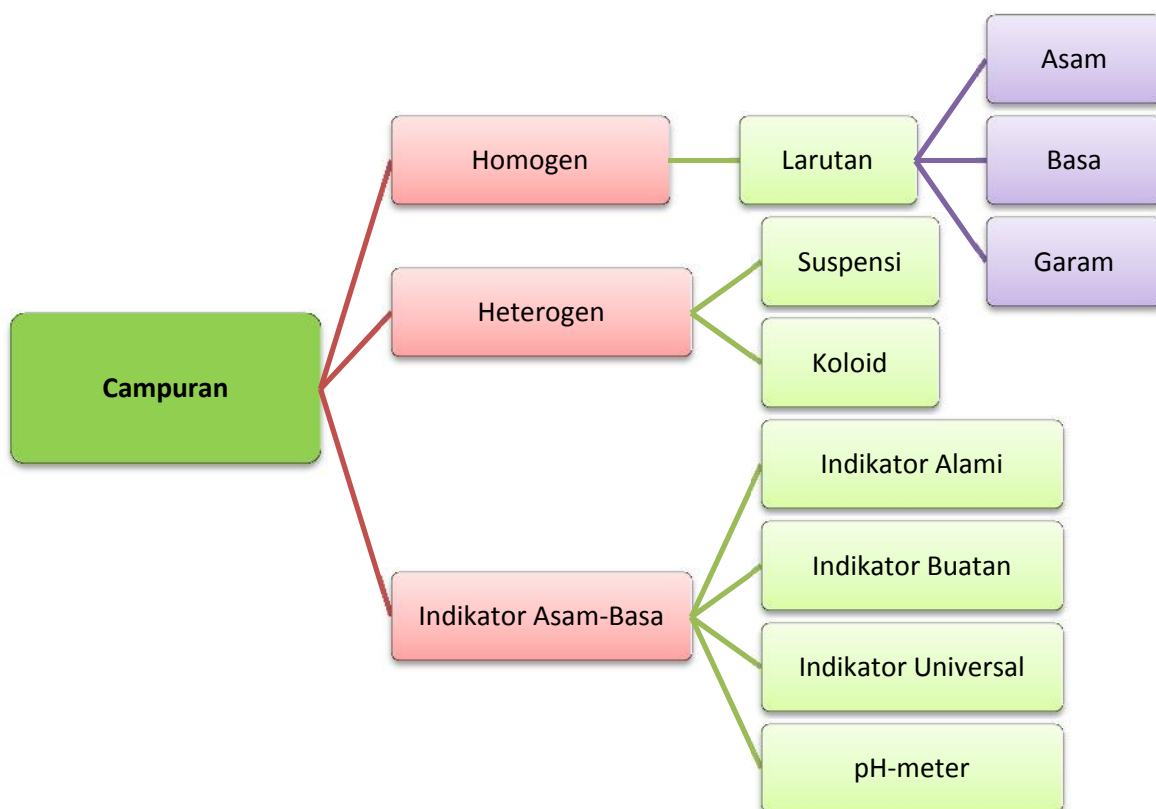 Campuran
Homogen
Larutan
Asam
Basa
Garam
Heterogen
Suspensi
Koloid
Indikator Asam-Basa
Indikator Alami
Indikator Buatan
Indikator Universal
pH-meter